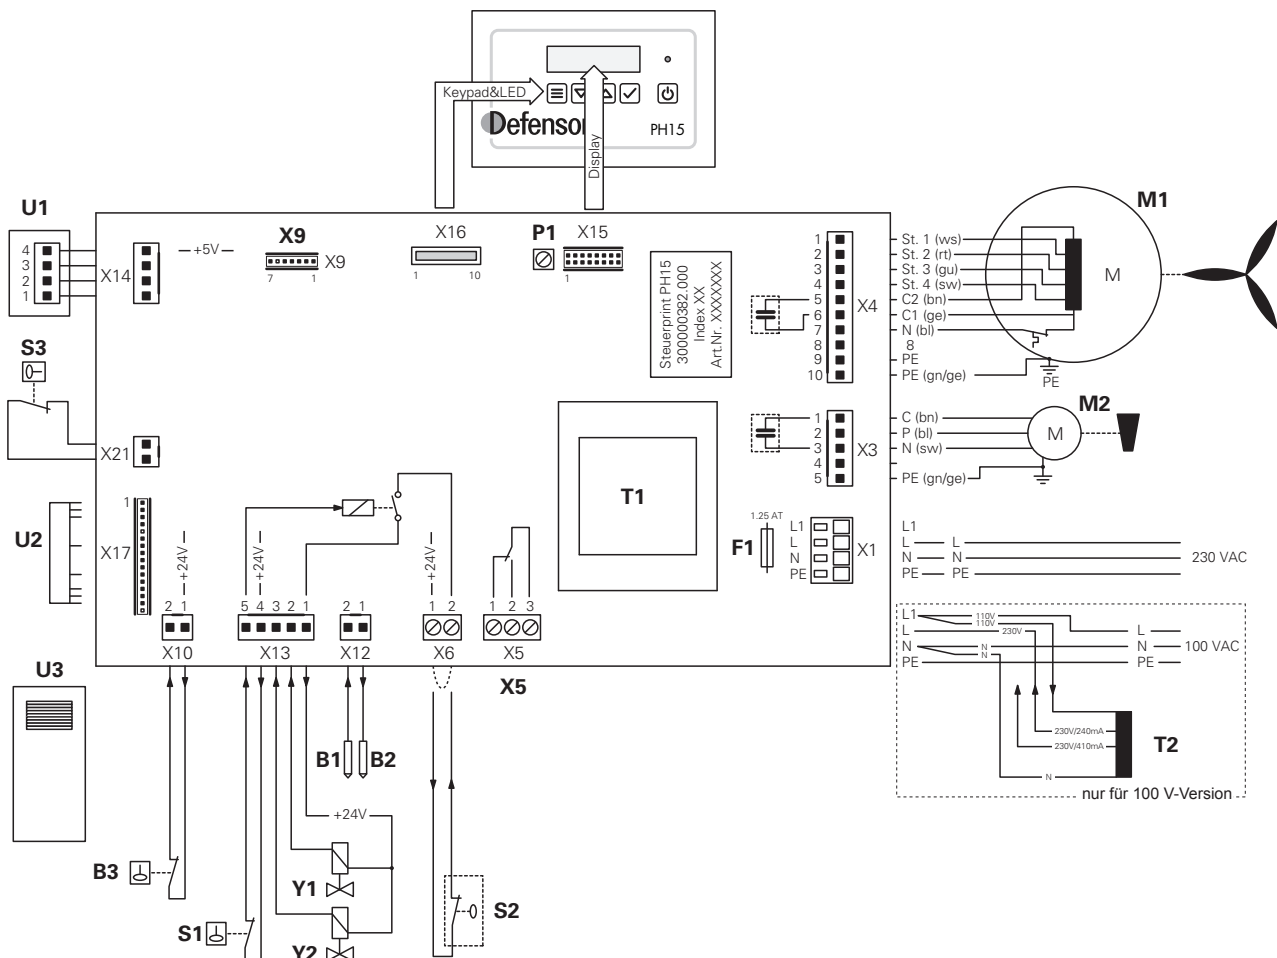 Keypad&LED
Display
Defensor
PH15
U1
4
3
2
1
X14
+5V
X9
X9
7 1
X16
1 10
P1
X15
1
Steuerprint PH15
300000382.000
Index XX
Art.Nr. XXXXXXX
1
2
3
4
5
6
7
8
9
10
X4
St. 1 (ws)
St. 2 (rt)
St. 3 (gu)
St. 4 (sw)
C2 (bn)
C1 (ge)
N (bl)
8
PE
PE (gn/ge)
M1
M
PE
S3
X21
1
2
3
4
5
X3
C (bn)
P (bl)
N (sw)
PE (gn/ge)
M2
M
T1
U2
1
X17
+24V
2 1
X10
+24V
5 4 3 2 1
X13
2 1
X12
+24V
1 2
X6
1 2 3
X5
X5
1.25 AT
F1
L1
L
N
PE
X1
L1
L L
N N 230 VAC
PE PE
L1 110V
110V
L 230V L
N N N 100 VAC
N
PE PE
230V/240mA
230V/410mA
N
T2
nur für 100 V-Version
U3
B1 B2
+24V
B3
Y1
S1
Y2
S2